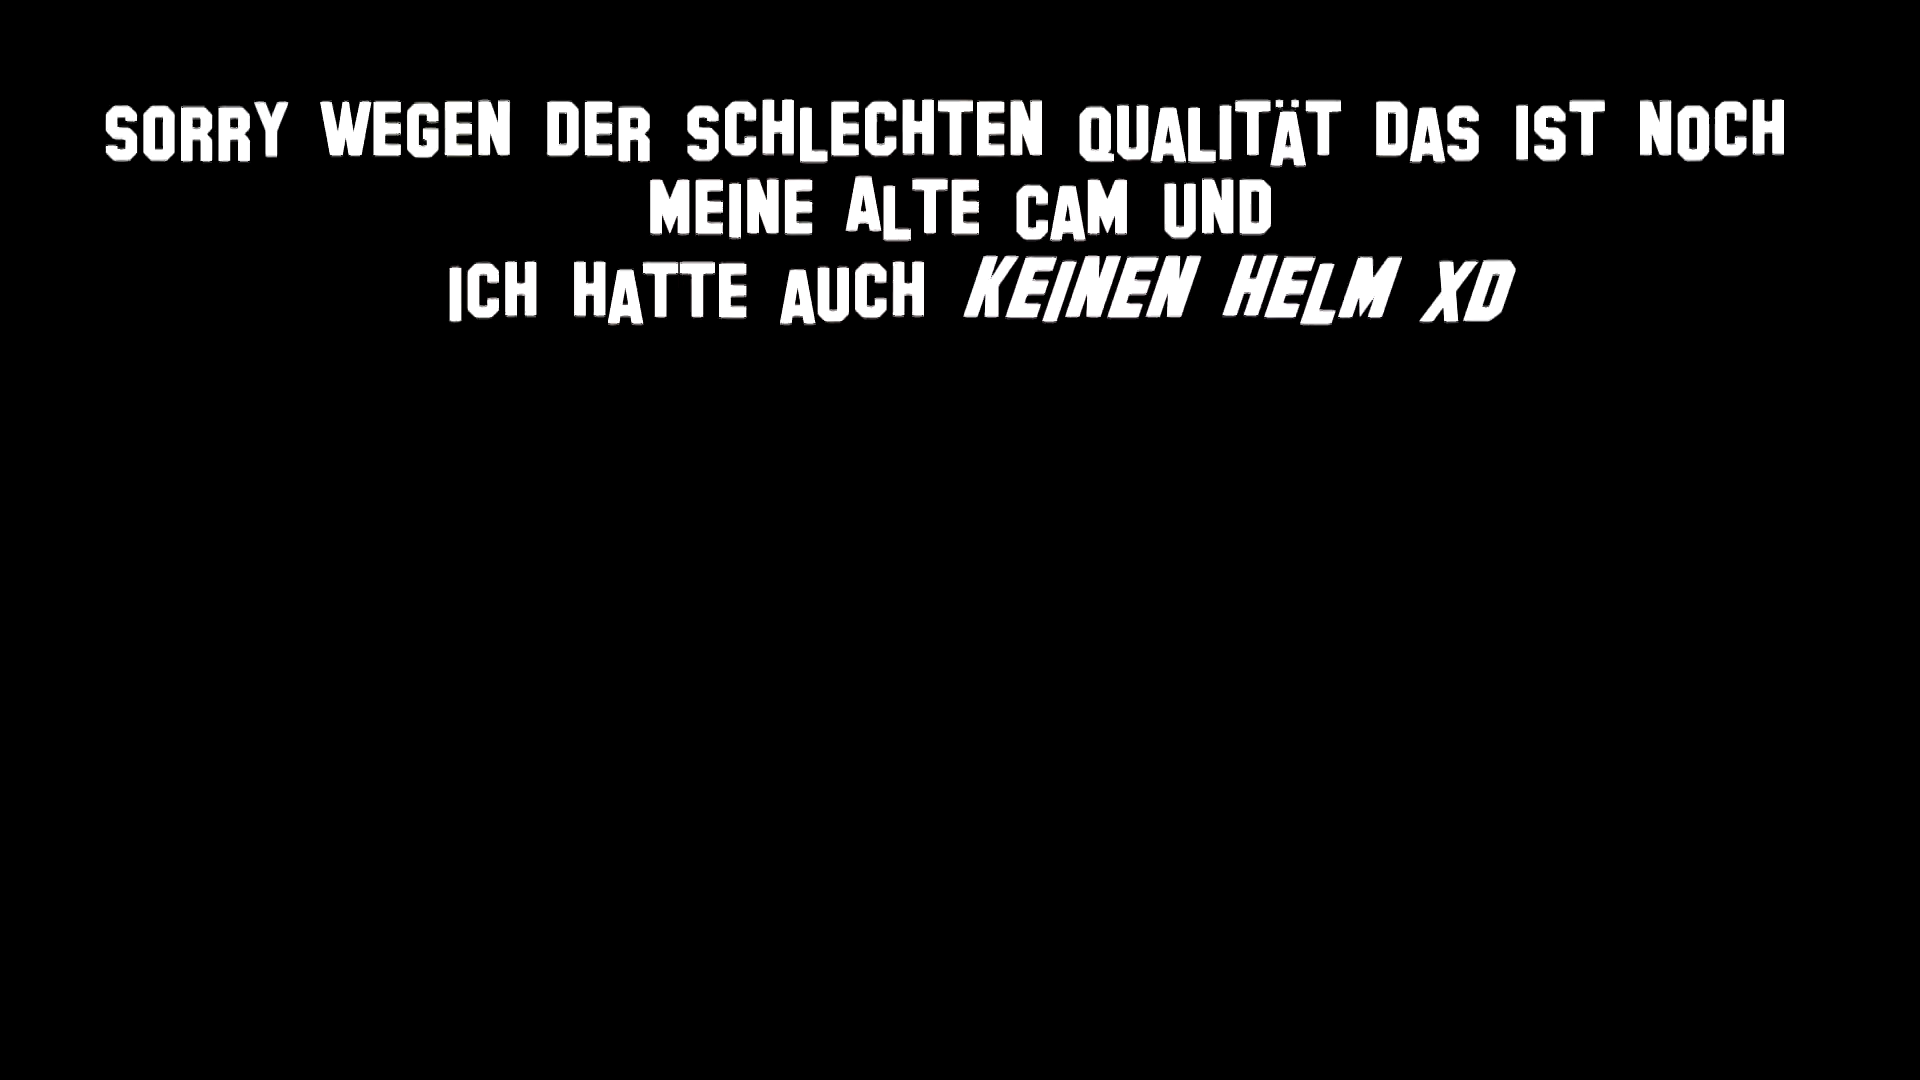 SORRY WEGEN DER SCHLECHTEN QUALITÄT DAS IST NOCH
MEINE ALTE CAM UND
ICH HATTE AUCH KEINEN HELM XD